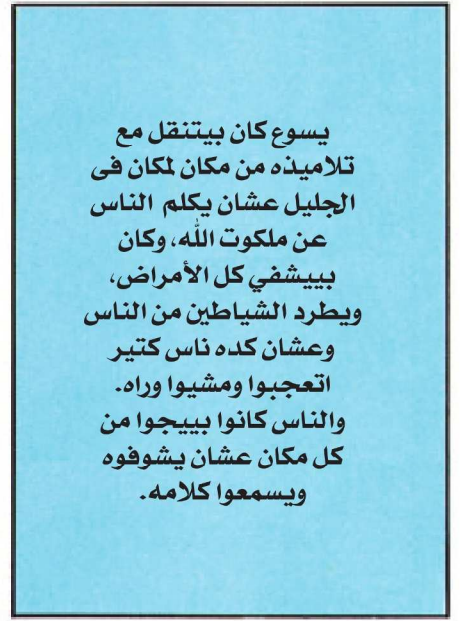 يسوع كان بيتنقل مع
تلاميذه من مكان لمكان فى
الجليل عشان يكلم الناس
عن ملكوت الله، وكان
بييشفي كل الأمراض،
ويطرد الشياطين من الناس
وعشان كده ناس كتير
اتعجبوا ومشيوا وراه.
والناس كانوا بييجوا من
كل مكان عشان يشوفوه
ويسمعوا كلامه.